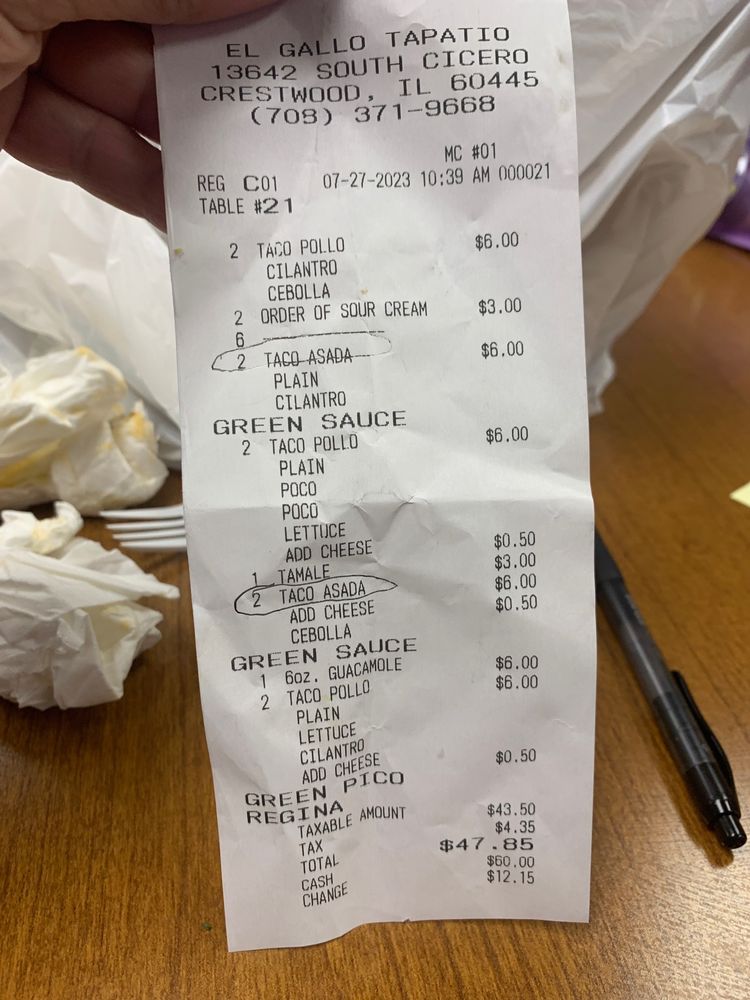 EL GALLO TAPATIO
13642 SOUTH CICERO
CRESTWOOD, IL 60445
(708) 371-9668
MC #01
REG C01 07-27-2023 10:39 AM 000021
TABLE #21
2 TACO POLLO $6.00
CILANTRO
CEBOLLA
2 ORDER OF SOUR CREAM $3.00
6
2 TACO ASADA $6.00
PLAIN
CILANTRO
GREEN SAUCE
2 TACO POLLO $6.00
PLAIN
POCO
POCO
LETTUCE
ADD CHEESE $0.50
1 TAMALE $3.00
2 TACO ASADA $6.00
ADD CHEESE $0.50
CEBOLLA
GREEN SAUCE
1 6oz. GUACAMOLE $6.00
2 TACO POLLO $6.00
PLAIN
LETTUCE
CILANTRO
ADD CHEESE $0.50
GREEN PICO
REGINA
TAXABLE AMOUNT $43.50
TAX $4.35
TOTAL $47.85
CASH $60.00
CHANGE $12.15